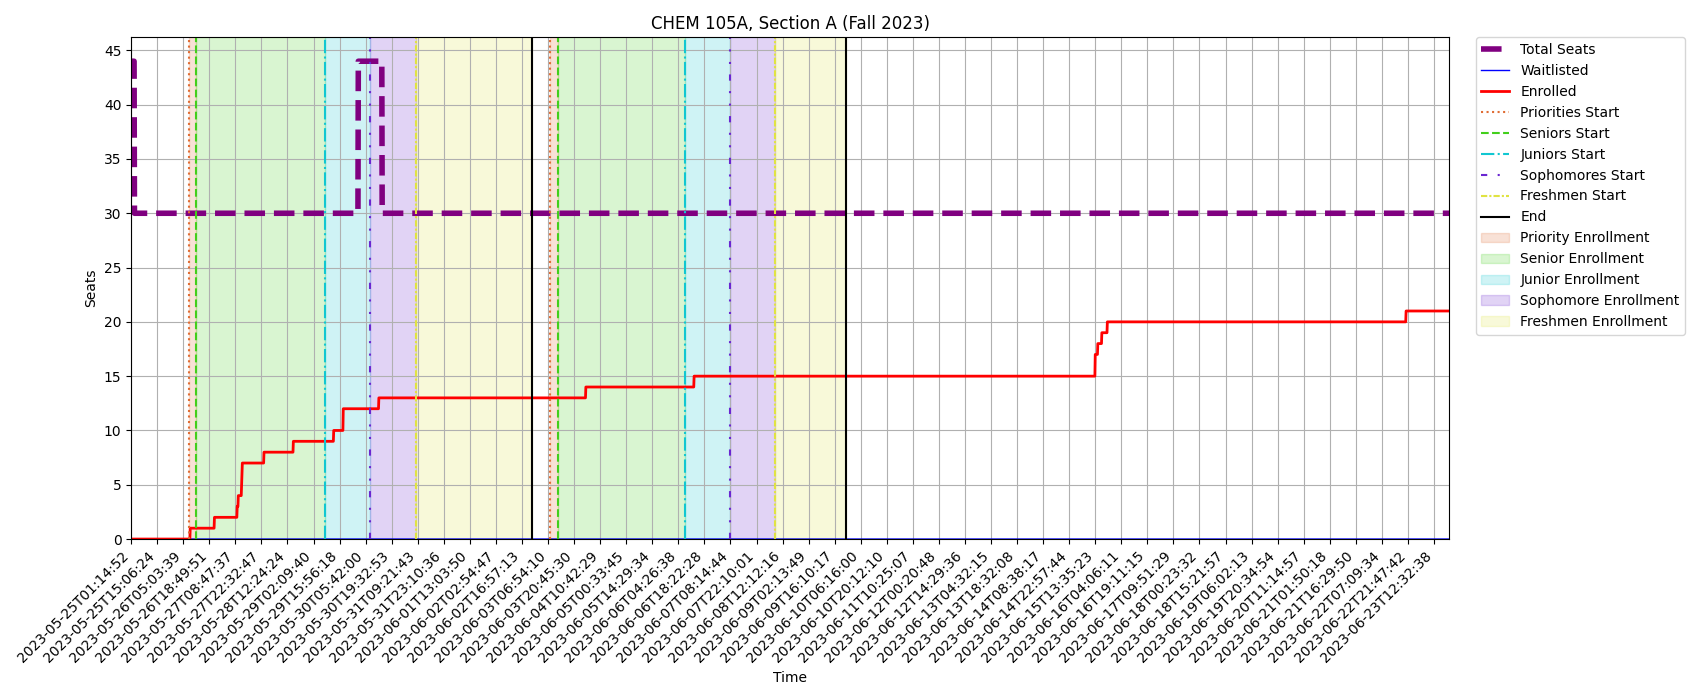 CHEM 105A, Section A (Fall 2023)
Seats
45
40
35
30
25
20
15
10
5
0
2023-05-25T01:14:52
2023-05-25T15:06:24
2023-05-26T05:03:39
2023-05-26T18:49:51
2023-05-27T08:47:37
2023-05-27T22:32:47
2023-05-28T12:24:24
2023-05-29T02:09:40
2023-05-29T15:56:18
2023-05-30T05:42:00
2023-05-30T19:32:53
2023-05-31T09:21:43
2023-05-31T23:10:36
2023-06-01T13:03:50
2023-06-02T02:54:47
2023-06-02T16:57:13
2023-06-03T06:54:10
2023-06-03T20:45:30
2023-06-04T10:42:29
2023-06-05T00:33:45
2023-06-05T14:29:34
2023-06-06T04:26:38
2023-06-06T18:22:28
2023-06-07T08:14:44
2023-06-07T22:10:01
2023-06-08T12:12:16
2023-06-09T02:13:49
2023-06-09T16:10:17
2023-06-10T06:16:00
2023-06-10T20:12:10
2023-06-11T10:25:07
2023-06-12T00:20:48
2023-06-12T14:29:36
2023-06-13T04:32:15
2023-06-13T18:32:08
2023-06-14T08:38:17
2023-06-14T22:57:44
2023-06-15T13:35:23
2023-06-16T04:06:11
2023-06-16T19:11:15
2023-06-17T09:51:29
2023-06-18T00:23:32
2023-06-18T15:21:57
2023-06-19T06:02:13
2023-06-19T20:34:54
2023-06-20T11:14:57
2023-06-21T01:50:18
2023-06-21T16:29:50
2023-06-22T07:09:34
2023-06-22T21:47:42
2023-06-23T12:32:38
Time
Total Seats
Waitlisted
Enrolled
Priorities Start
Seniors Start
Juniors Start
Sophomores Start
Freshmen Start
End
Priority Enrollment
Senior Enrollment
Junior Enrollment
Sophomore Enrollment
Freshmen Enrollment